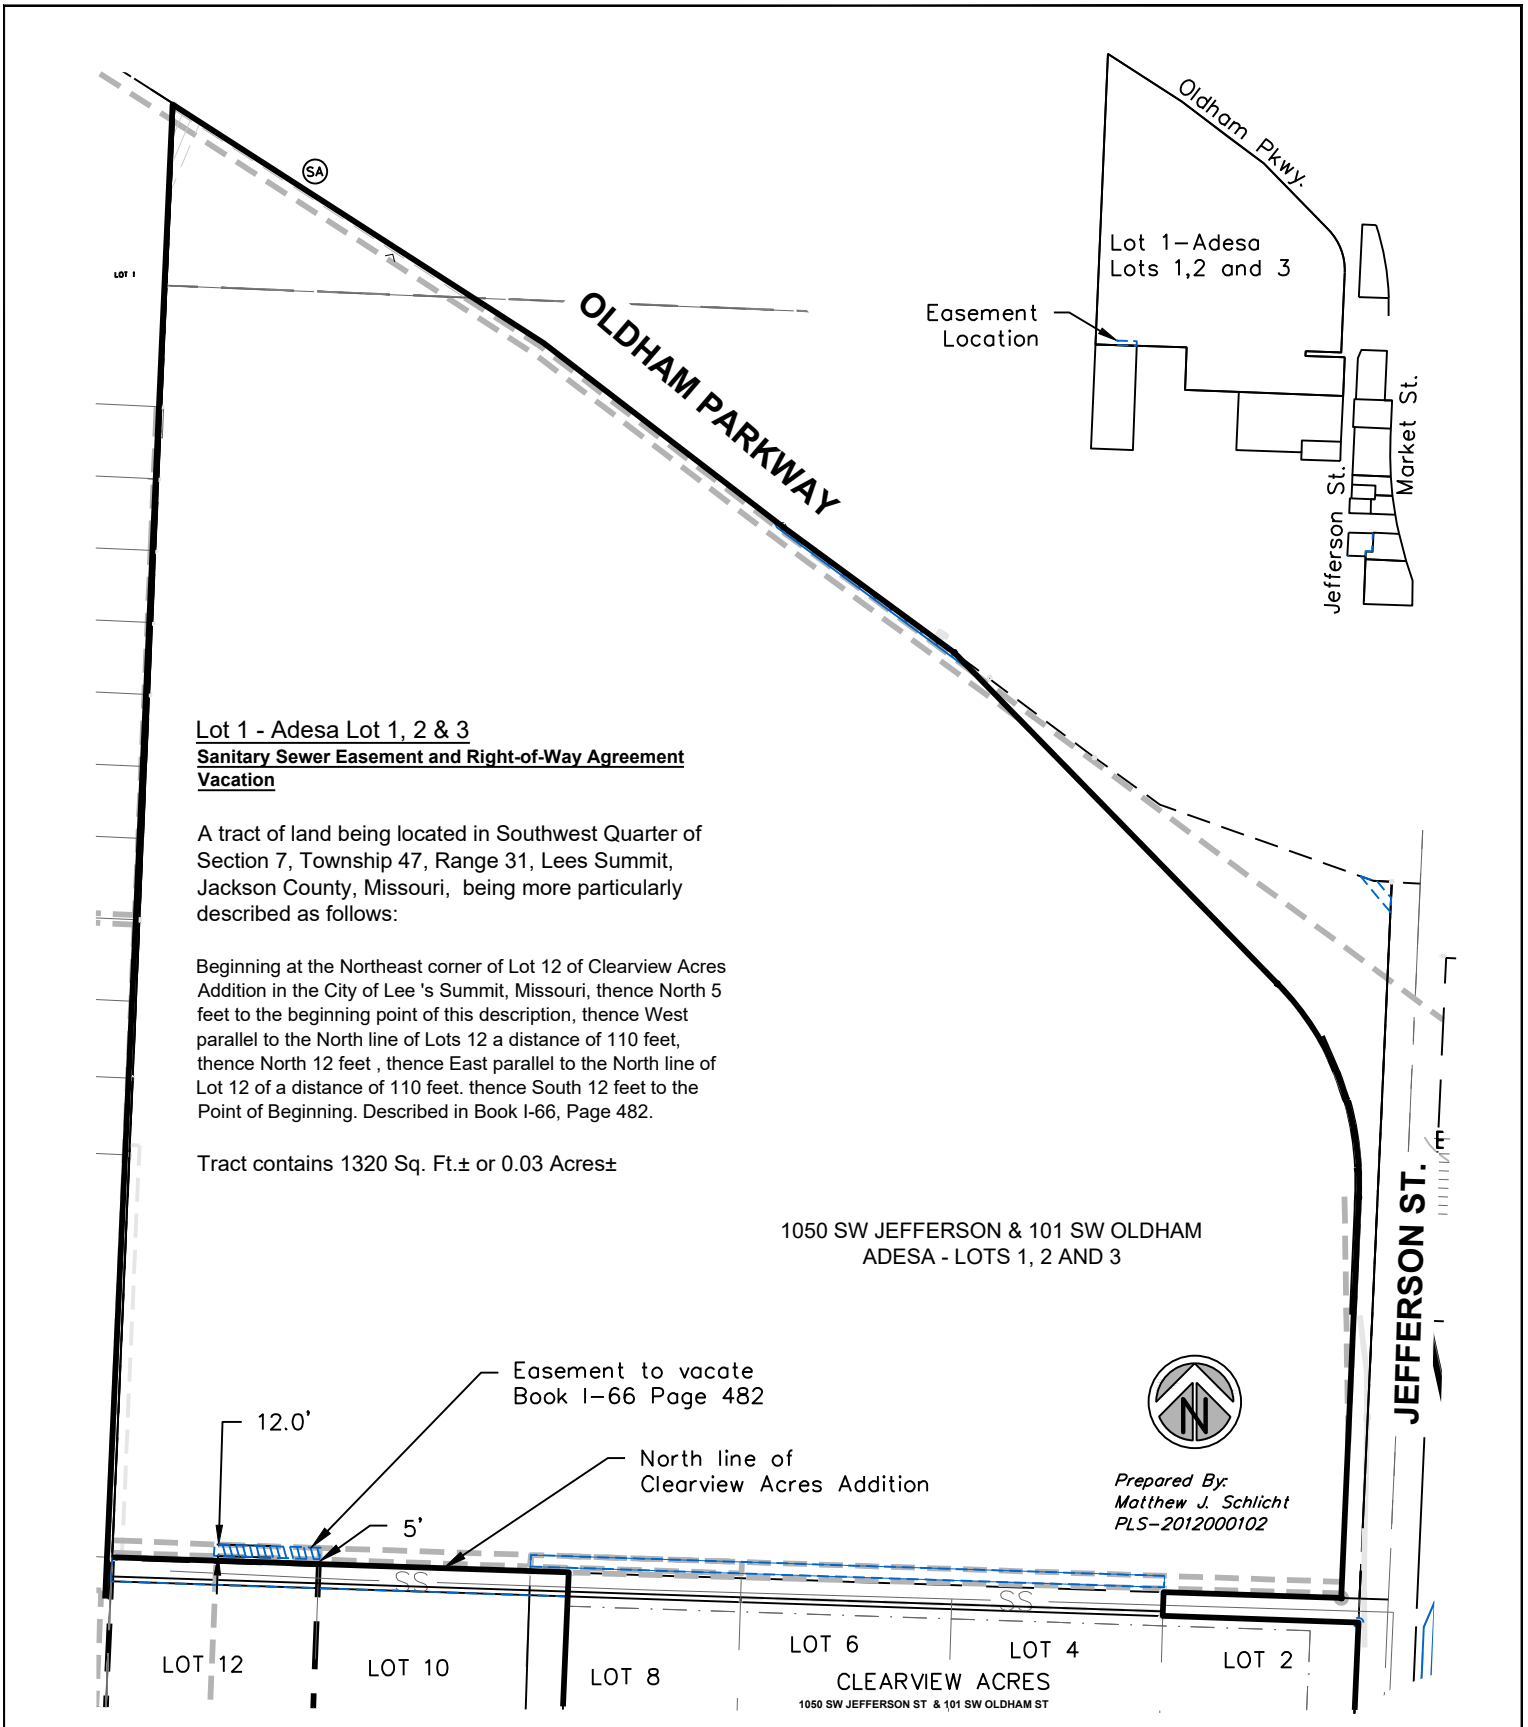 Oldham Pkwy.
SA
Lot 1-Adesa
Lots 1,2 and 3
LOT 1
Easement
Location
OLDHAM PARKWAY
Market St.
Jefferson St.
Lot 1 - Adesa Lot 1, 2 & 3
Sanitary Sewer Easement and Right-of-Way Agreement
Vacation
A tract of land being located in Southwest Quarter of
Section 7, Township 47, Range 31, Lees Summit,
Jackson County, Missouri, being more particularly
described as follows:
Beginning at the Northeast corner of Lot 12 of Clearview Acres
Addition in the City of Lee 's Summit, Missouri, thence North 5
feet to the beginning point of this description, thence West
parallel to the North line of Lots 12 a distance of 110 feet,
thence North 12 feet , thence East parallel to the North line of
Lot 12 of a distance of 110 feet. thence South 12 feet to the
Point of Beginning. Described in Book I-66, Page 482.
Tract contains 1320 Sq. Ft.± or 0.03 Acres±
E
JEFFERSON ST.
1050 SW JEFFERSON & 101 SW OLDHAM
ADESA - LOTS 1, 2 AND 3
Easement to vacate
Book I-66 Page 482
12.0'
N
North line of
Clearview Acres Addition
Prepared By:
Matthew J. Schlicht
PLS-2012000102
5'
SS
SS
LOT 12
LOT 10
LOT 8
LOT 6
LOT 4
LOT 2
CLEARVIEW ACRES
1050 SW JEFFERSON ST & 101 SW OLDHAM ST